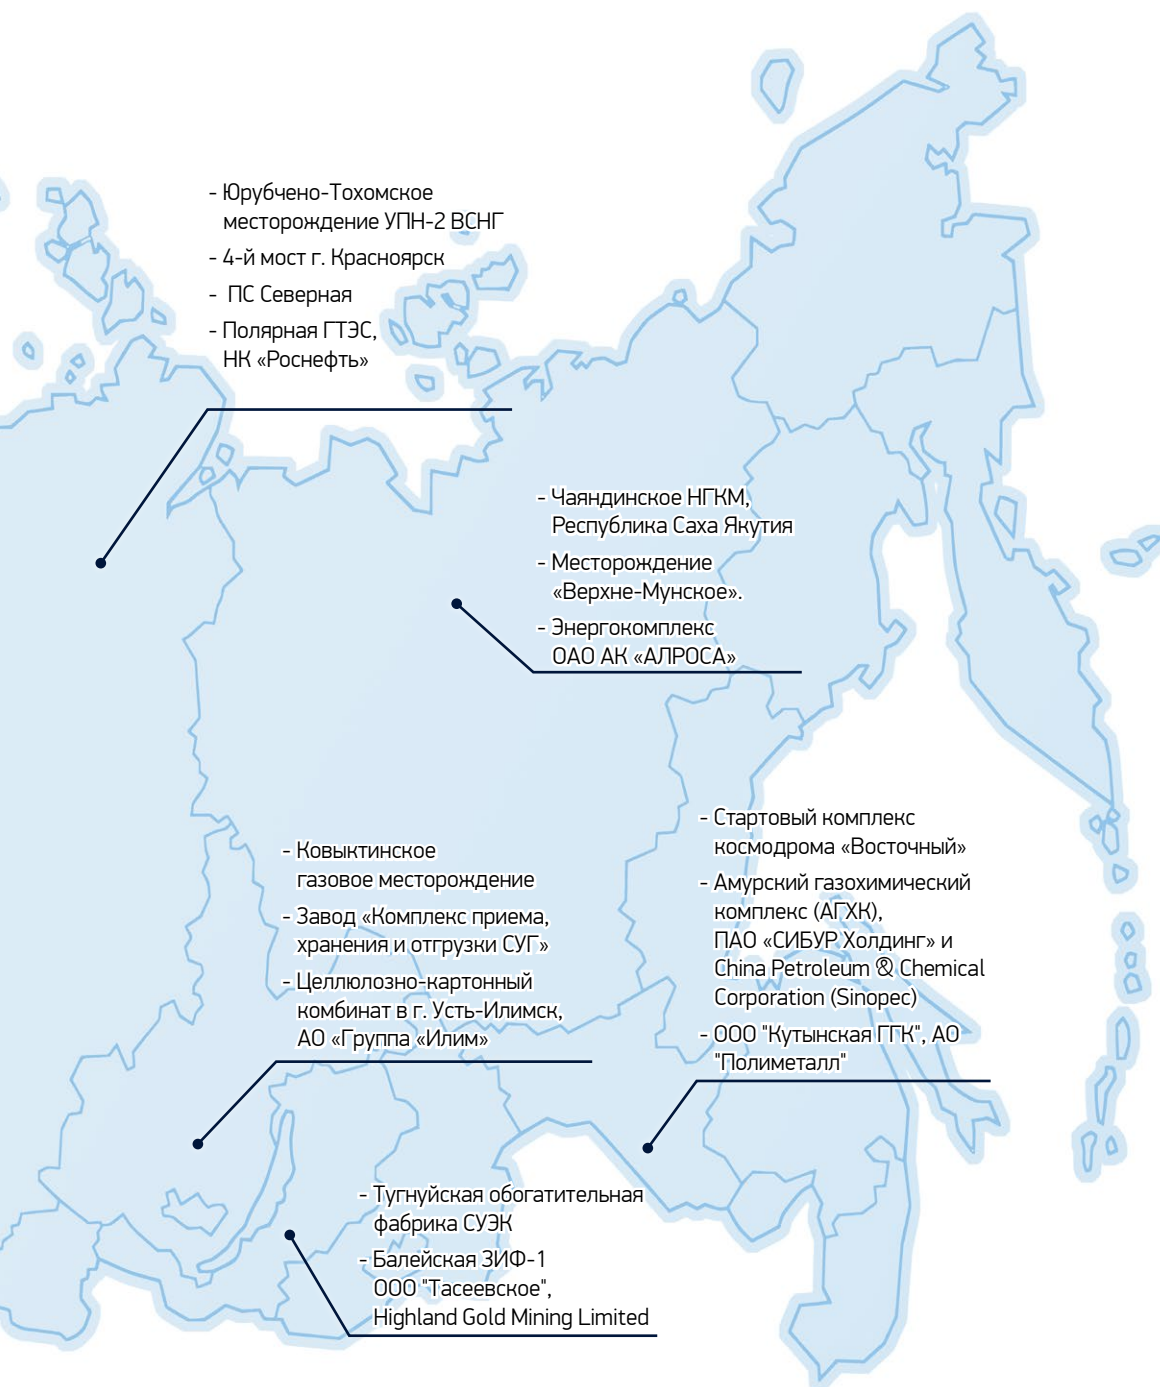 - Юрубчено-Тохомское
месторождение УПН-2 ВСНГ
- 4-й мост г. Красноярск
- ПС Северная
- Полярная ГТЭС,
НК «Роснефть»
- Чаяндинское НГКМ,
Республика Саха Якутия
- Месторождение
«Верхне-Мунское».
- Энергокомплекс
ОАО АК «АЛРОСА»
- Ковыктинское
газовое месторождение
- Завод «Комплекс приема,
хранения и отгрузки СУГ»
- Целлюлозно-картонный
комбинат в г. Усть-Илимск,
АО «Группа «Илим»
- Стартовый комплекс
космодрома «Восточный»
- Амурский газохимический
комплекс (АГХК),
ПАО «СИБУР Холдинг» и
China Petroleum & Chemical
Corporation (Sinopec)
- ООО "Кутынская ГГК", АО
"Полиметалл"
- Тугнуйская обогатительная
фабрика СУЭК
- Балейская ЗИФ-1
ООО "Тасеевское",
Highland Gold Mining Limited